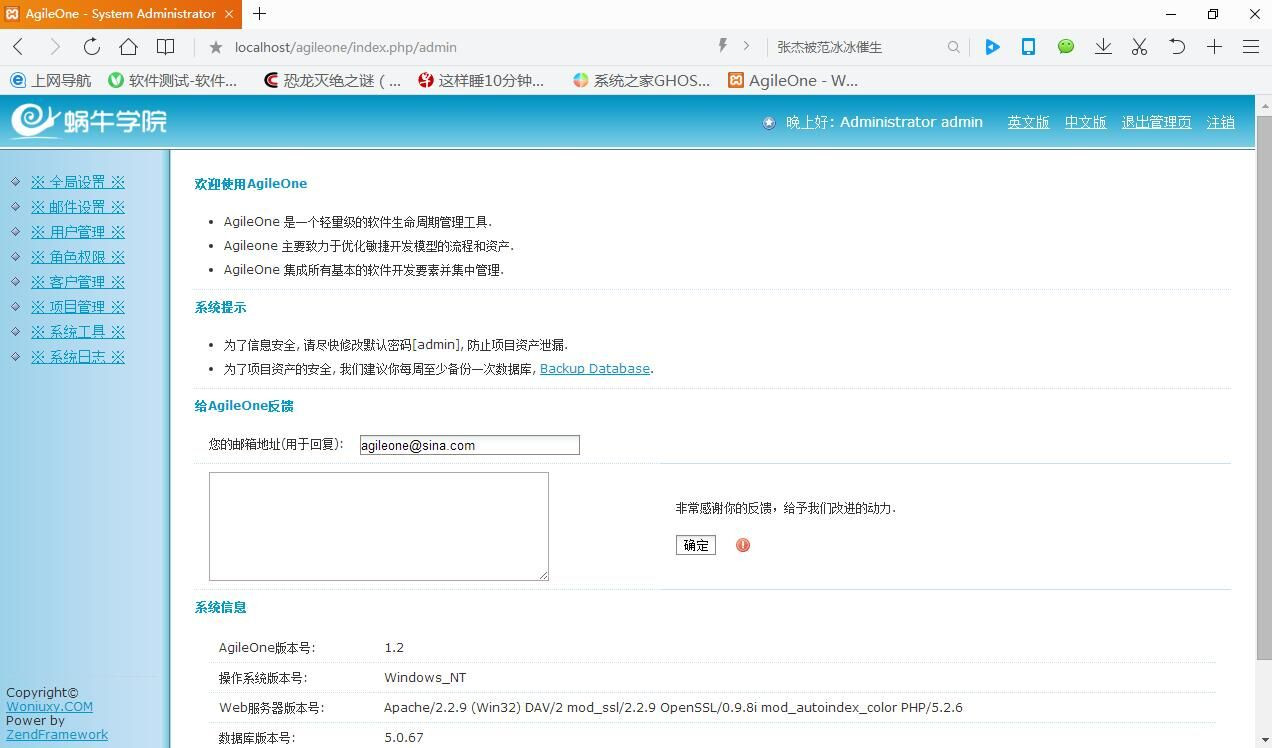 AgileOne - System Administrator
localhost/agileone/index.php/admin
张杰被范冰冰催生
上网导航 软件测试-软件... 恐龙灭绝之谜 ( ... 这样睡10分钟... 系统之家GHOS... AgileOne - W...
蜗牛学院
晚上好: Administrator admin 英文版 中文版 退出管理页 注销
※ 全局设置 ※
※ 邮件设置 ※
※ 用户管理 ※
※ 角色权限 ※
※ 客户管理 ※
※ 项目管理 ※
※ 系统工具 ※
※ 系统日志 ※
欢迎使用AgileOne
AgileOne 是一个轻量级的软件生命周期管理工具.
Agileone 主要致力于优化敏捷开发模型的流程和资产.
AgileOne 集成所有基本的软件开发要素并集中管理.
系统提示
为了信息安全, 请尽快修改默认密码[admin], 防止项目资产泄漏.
为了项目资产的安全, 我们建议你每周至少备份一次数据库, Backup Database.
给AgileOne反馈
您的邮箱地址(用于回复): agileone@sina.com
非常感谢你的反馈，给予我们改进的动力.
确定
系统信息
AgileOne版本号: 1.2
操作系统版本号: Windows_NT
Web服务器版本号: Apache/2.2.9 (Win32) DAV/2 mod_ssl/2.2.9 OpenSSL/0.9.8i mod_autoindex_color PHP/5.2.6
数据库版本号: 5.0.67
Copyright©
Woniuxy.COM
Power by
ZendFramework